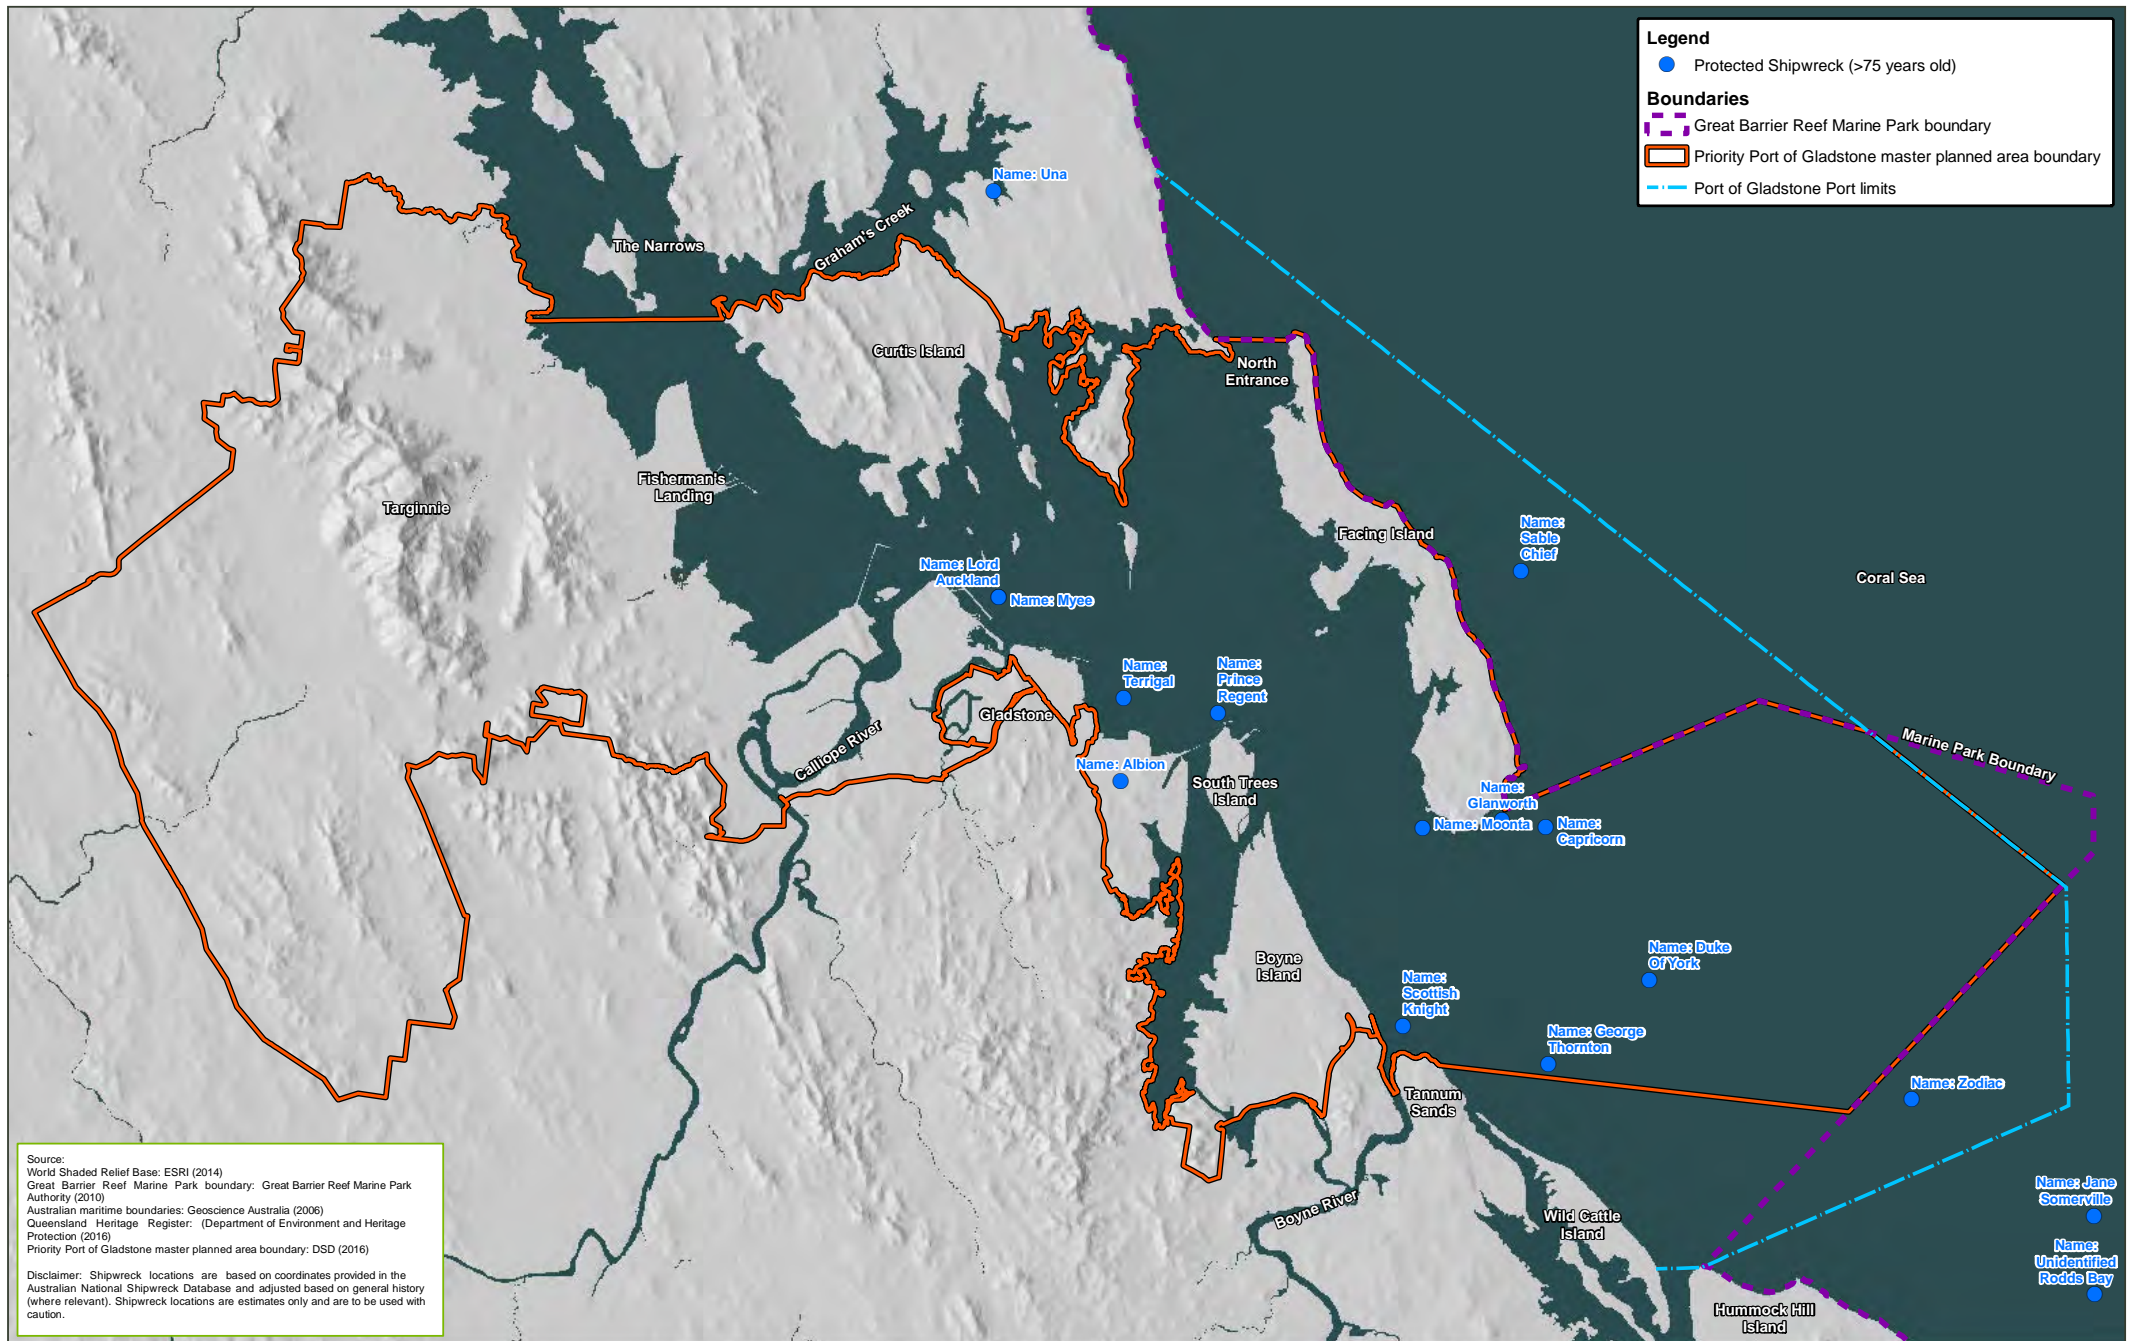 Legend
Protected Shipwreck (>75 years old)
Boundaries
Great Barrier Reef Marine Park boundary
Priority Port of Gladstone master planned area boundary
Port of Gladstone Port limits
Name: Una
Graham's Creek
The Narrows
Curtis Island
North
Entrance
Fisherman's
Landing
Targinnie
Facing Island
Name:
Sable
Chief
Coral Sea
Name: Lord
Auckland
Name: Myee
Name:
Terrigal
Name:
Prince
Regent
Gladstone
Calliope River
Name: Albion
South Trees
Island
Marine Park Boundary
Name:
Glanworth
Name: Moonta
Name:
Capricorn
Boyne
Island
Name: Duke
Of York
Name:
Scottish
Knight
Name: George
Thornton
Name: Zodiac
Tannum
Sands
Boyne River
Wild Cattle
Island
Name: Jane
Somerville
Name:
Unidentified
Rodds Bay
Hummock Hill
Island
Source:
World Shaded Relief Base: ESRI (2014)
Great Barrier Reef Marine Park boundary: Great Barrier Reef Marine Park
Authority (2010)
Australian maritime boundaries: Geoscience Australia (2006)
Queensland Heritage Register: (Department of Environment and Heritage
Protection (2016)
Priority Port of Gladstone master planned area boundary: DSD (2016)
Disclaimer: Shipwreck locations are based on coordinates provided in the
Australian National Shipwreck Database and adjusted based on general history
(where relevant). Shipwreck locations are estimates only and are to be used with
caution.